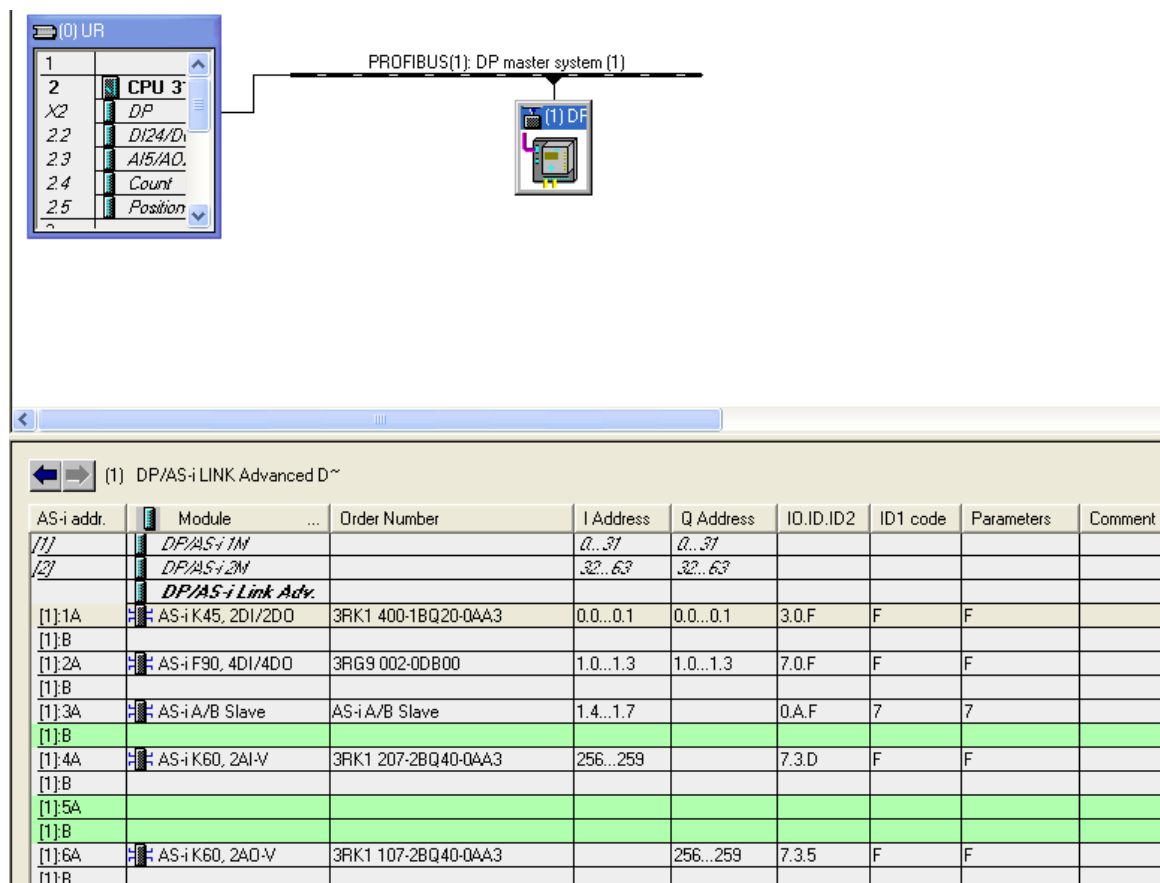 (0) UR
1
2 CPU 3
X2 DP
2.2 DI24/D
2.3 AI5/AO.
2.4 Count
2.5 Position
PROFIBUS(1): DP master system (1)
(1) DP
(1) DP/AS-i LINK Advanced D~
AS-i addr. Module ... Order Number I Address Q Address IO.ID.ID2 ID1 code Parameters Comment
[1] DP/AS-i 1M 0...31 0...31
[2] DP/AS-i 2M 32...63 32...63
DP/AS-i Link Adv.
[1]:1A AS-i K45, 2DI/2DO 3RK1 400-1BQ20-0AA3 0.0...0.1 0.0...0.1 3.0.F F F
[1]:B
[1]:2A AS-i F90, 4DI/4DO 3RG9 002-0DB00 1.0...1.3 1.0...1.3 7.0.F F F
[1]:B
[1]:3A AS-i A/B Slave AS-i A/B Slave 1.4...1.7 0.A.F 7 7
[1]:B
[1]:4A AS-i K60, 2AI-V 3RK1 207-2BQ40-0AA3 256...259 7.3.D F F
[1]:B
[1]:5A
[1]:B
[1]:6A AS-i K60, 2AO-V 3RK1 107-2BQ40-0AA3 256...259 7.3.5 F F
[1]:B